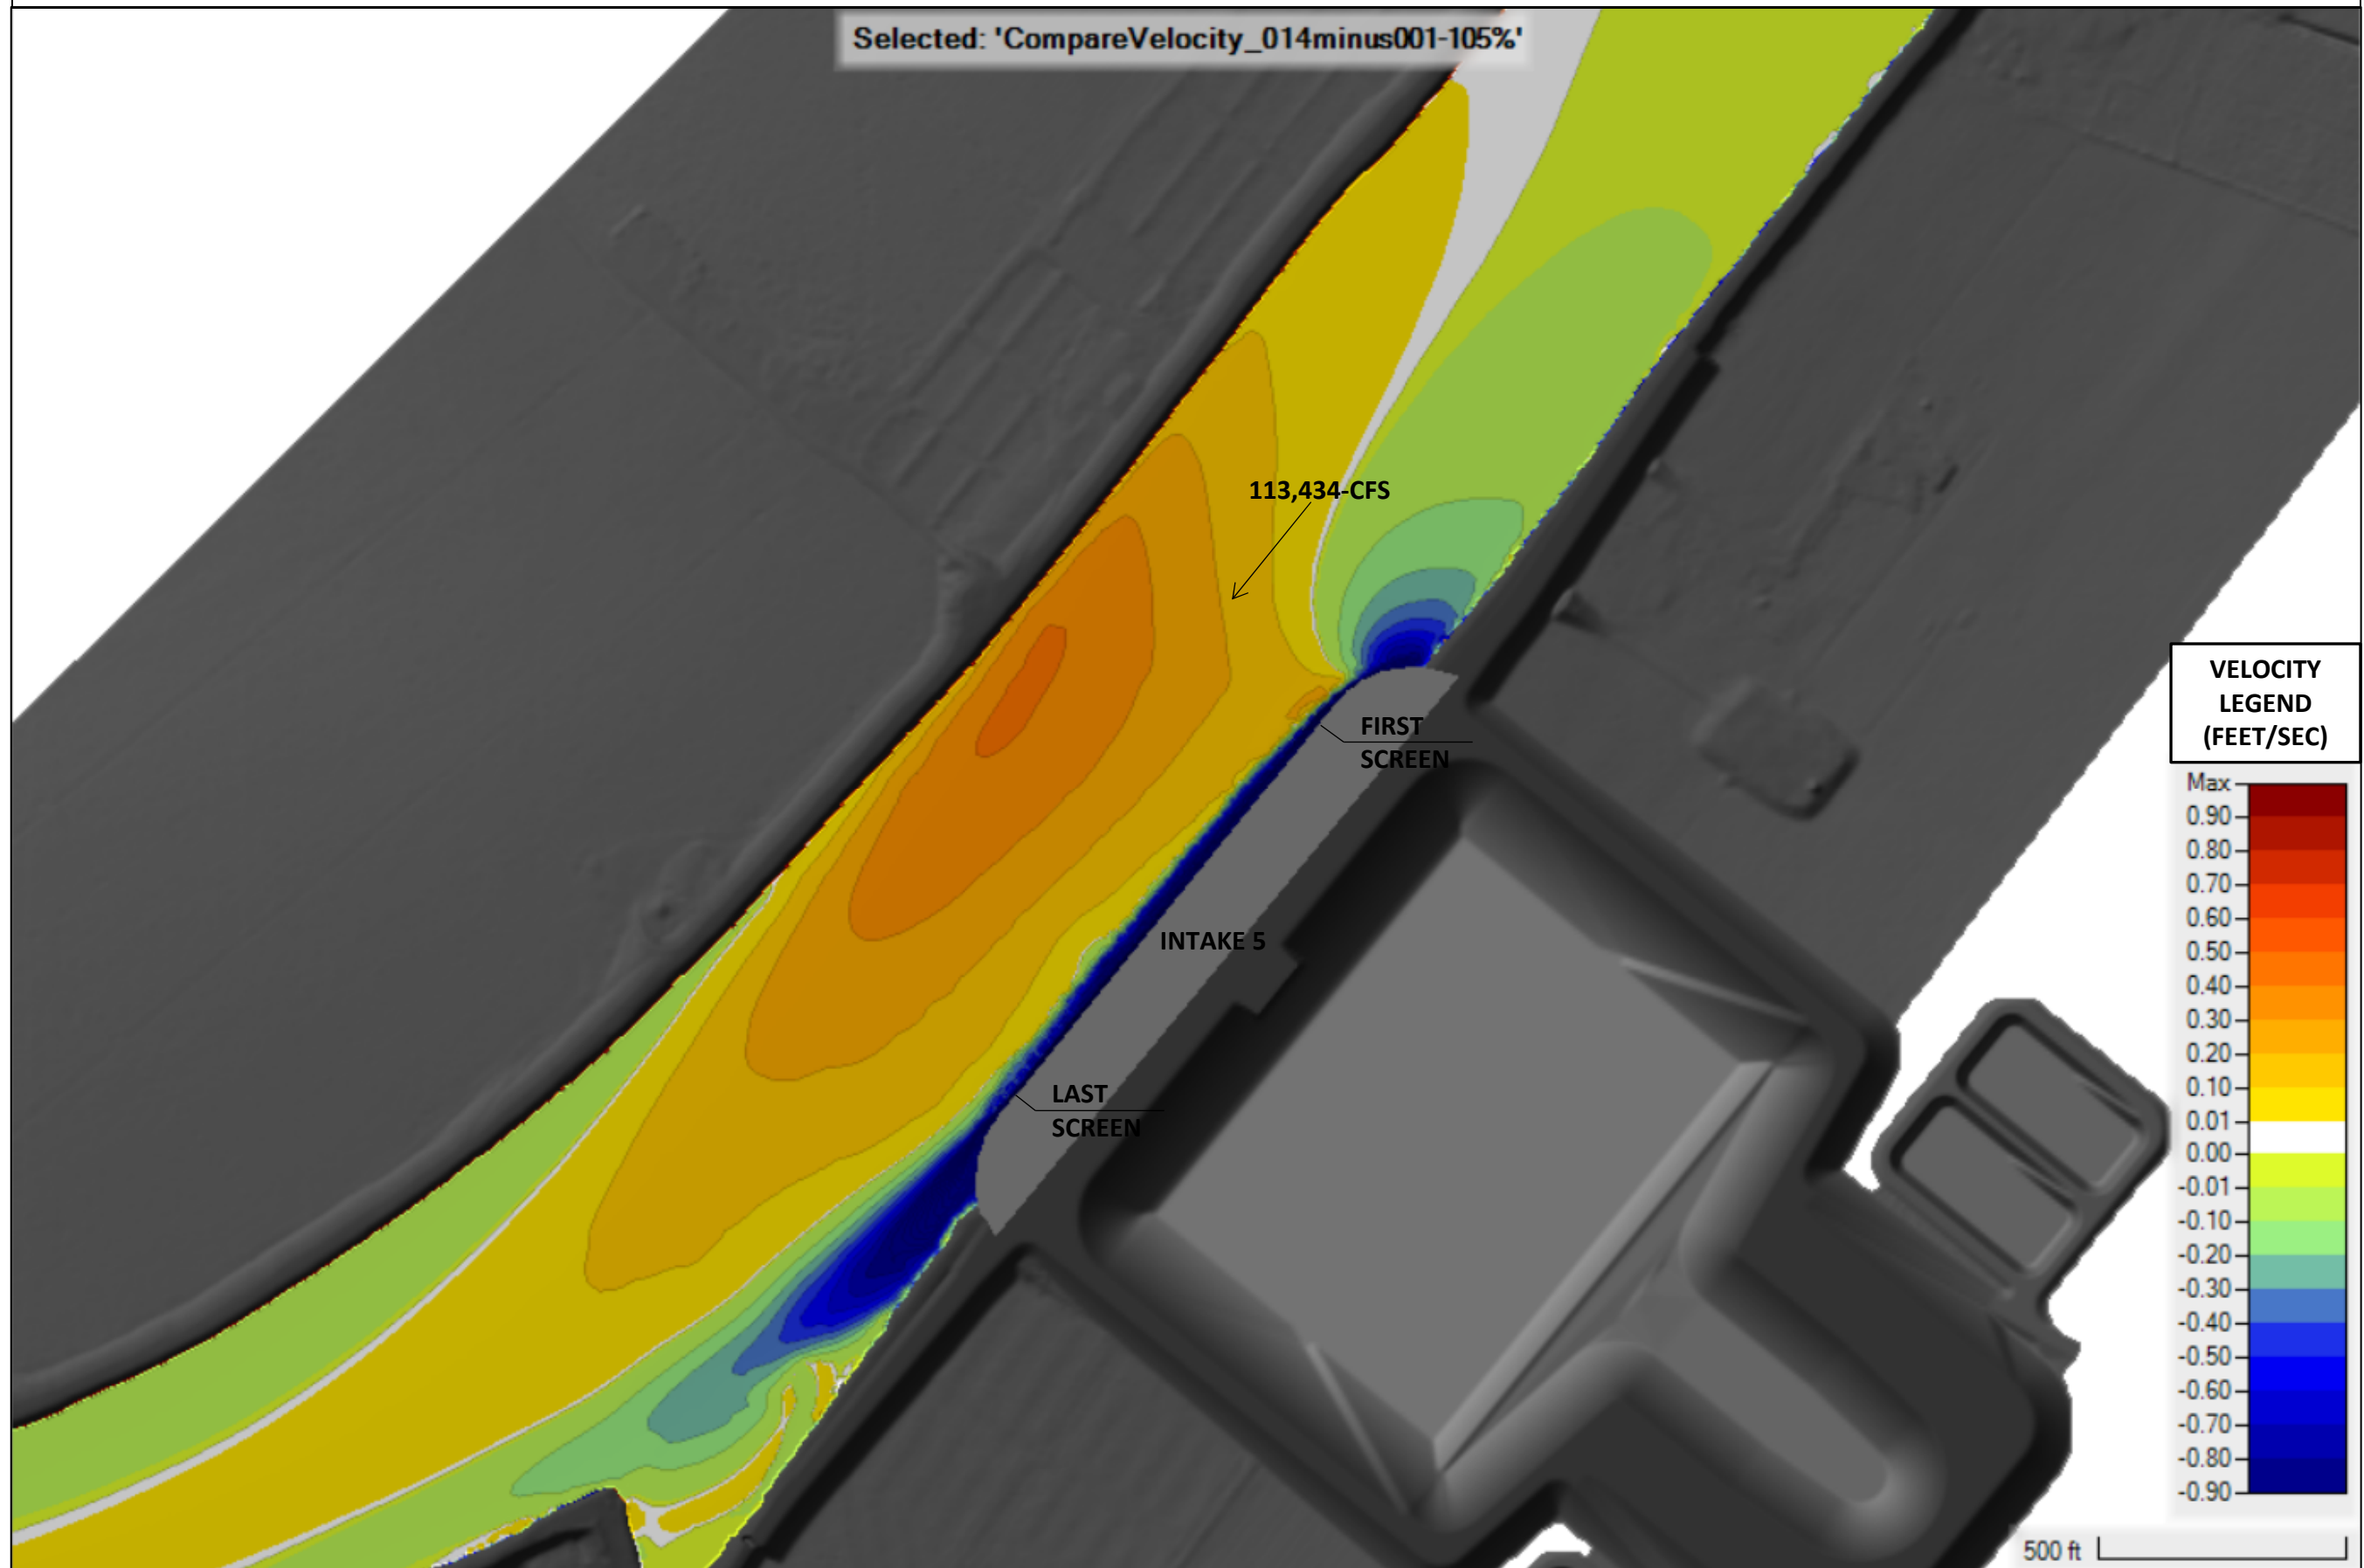 Selected: 'CompareVelocity_014minus001-105%'
113,434-CFS
FIRST
SCREEN
INTAKE 5
LAST
SCREEN
VELOCITY
LEGEND
(FEET/SEC)
Max
0.90
0.80
0.70
0.60
0.50
0.40
0.30
0.20
0.10
0.01
0.00
-0.01
-0.10
-0.20
-0.30
-0.40
-0.50
-0.60
-0.70
-0.80
-0.90
500 ft